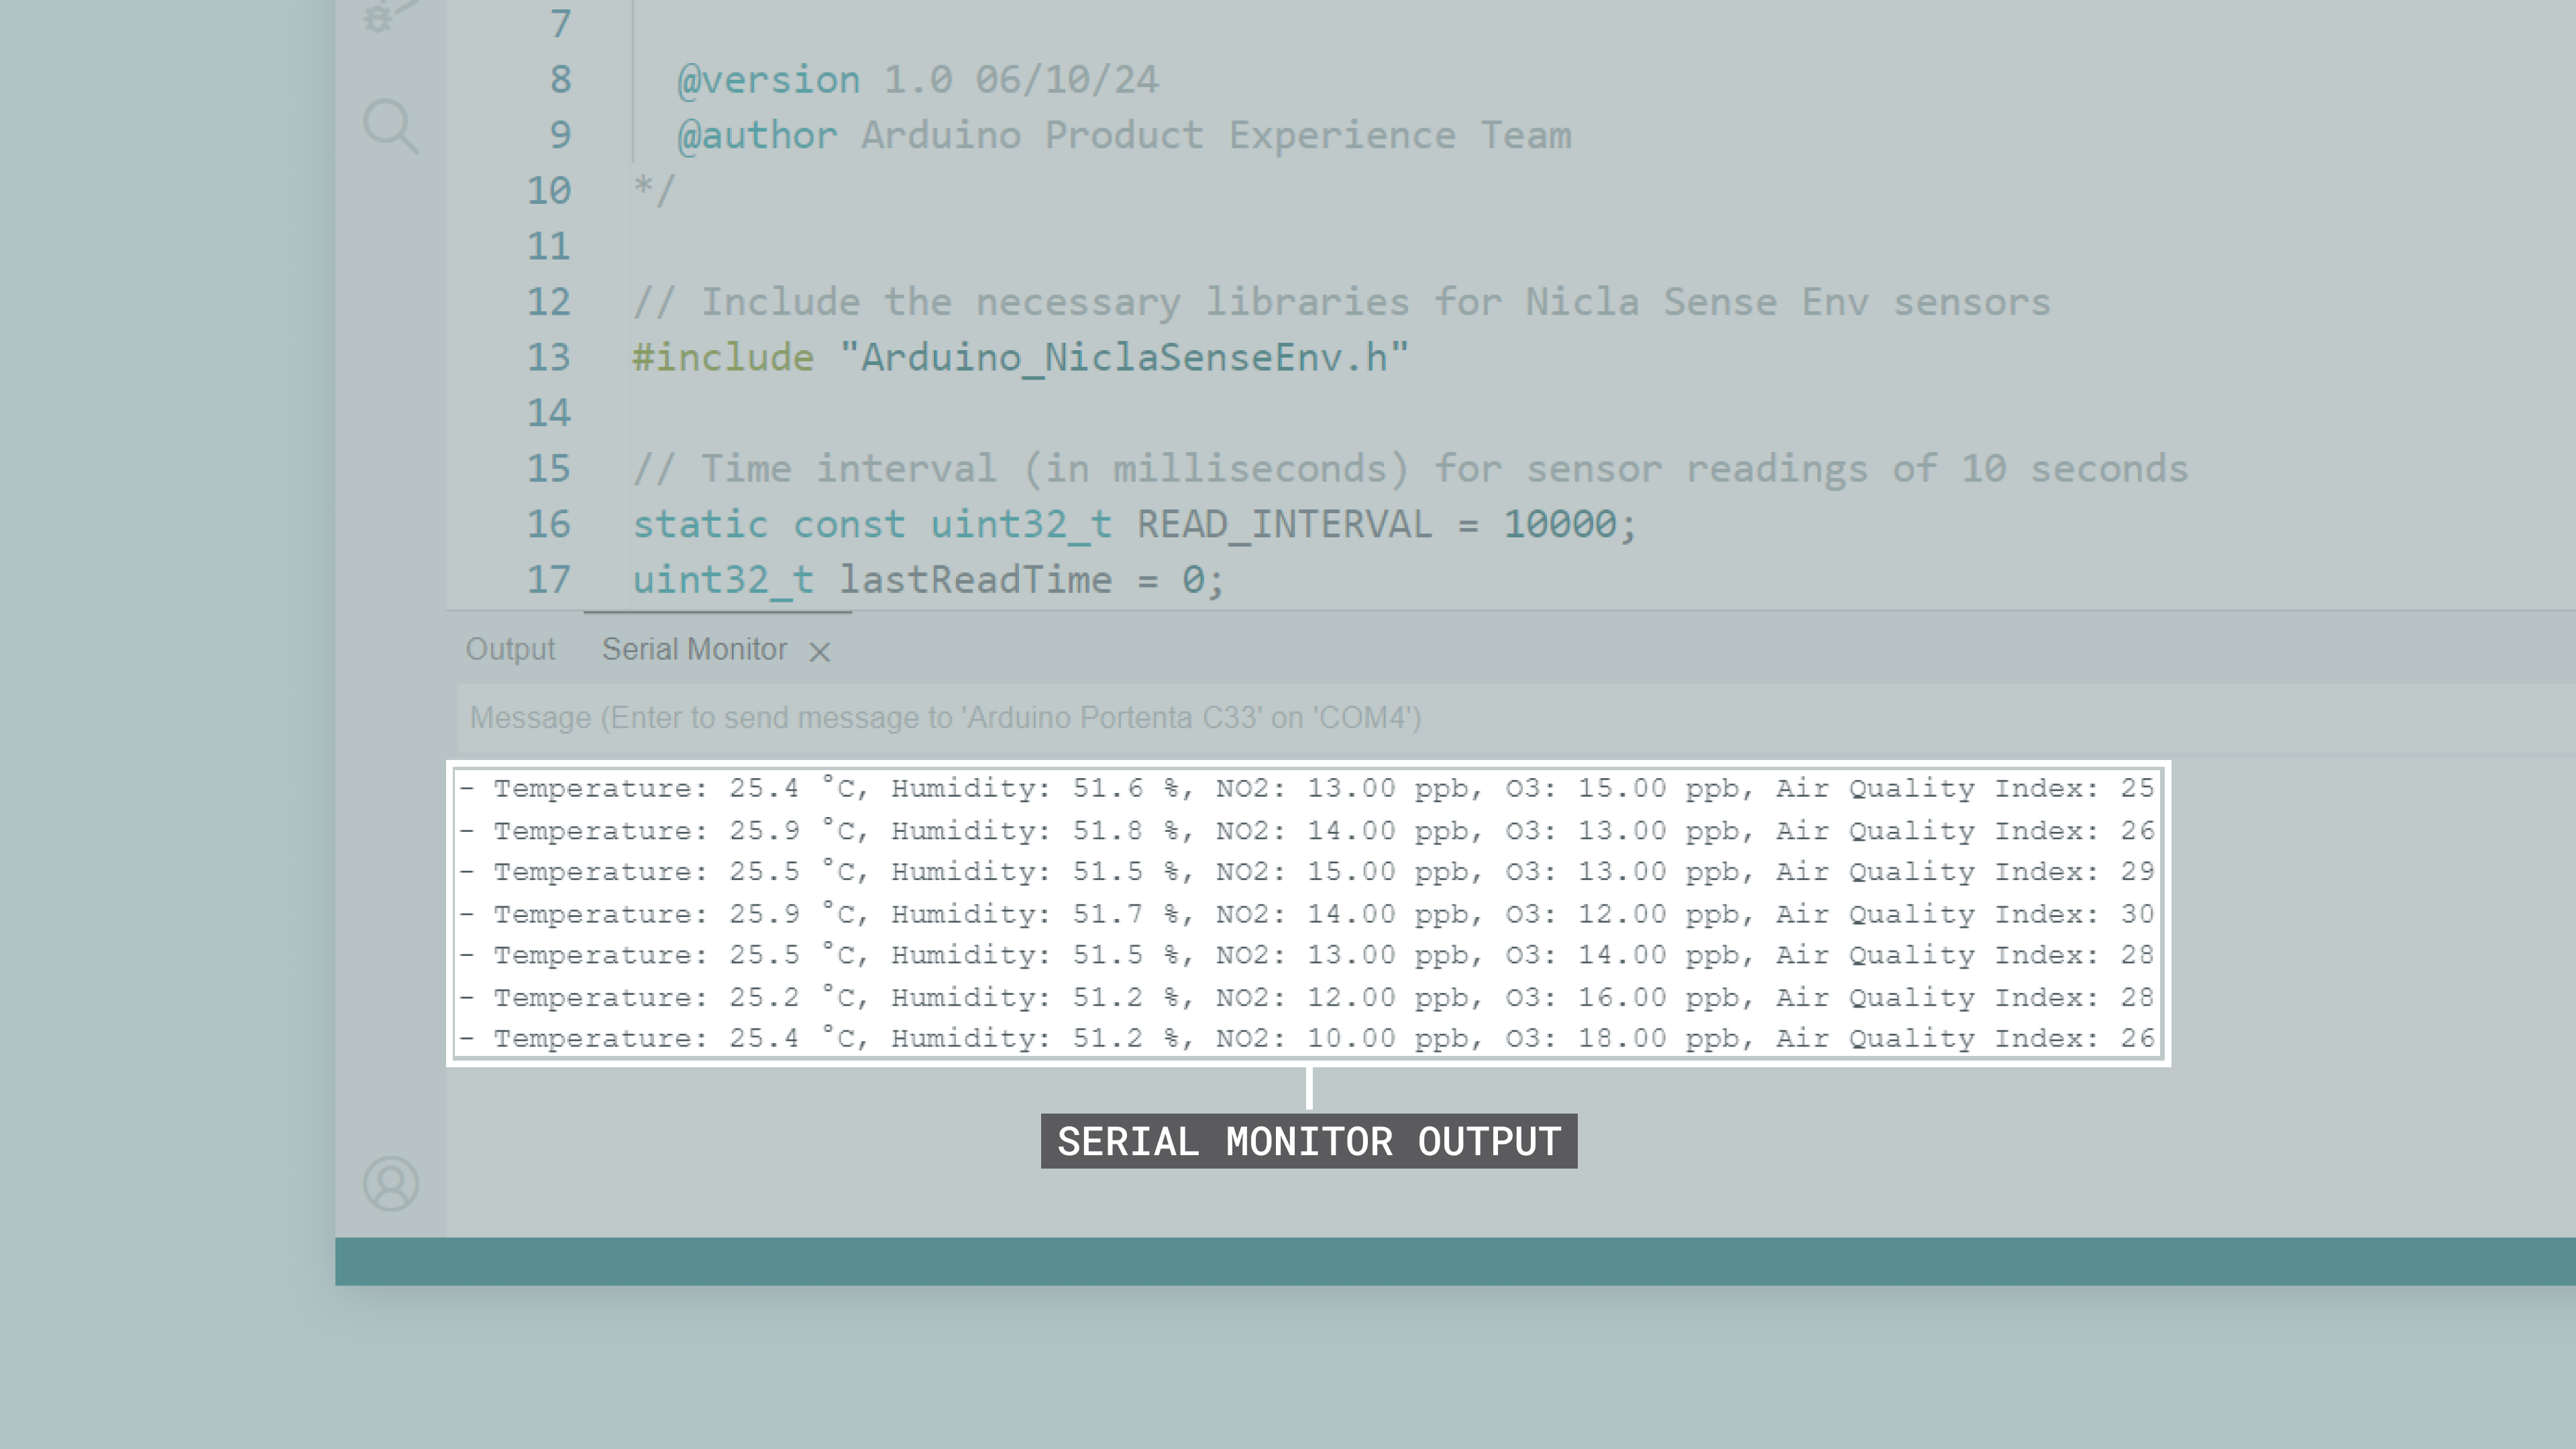 7
8 @version 1.0 06/10/24
9 @author Arduino Product Experience Team
10 */
11
12 // Include the necessary libraries for Nicla Sense Env sensors
13 #include "Arduino_NiclaSenseEnv.h"
14
15 // Time interval (in milliseconds) for sensor readings of 10 seconds
16 static const uint32_t READ_INTERVAL = 10000;
17 uint32_t lastReadTime = 0;
Output Serial Monitor
Message (Enter to send message to 'Arduino Portenta C33' on 'COM4')
- Temperature: 25.4 °C, Humidity: 51.6 %, NO2: 13.00 ppb, O3: 15.00 ppb, Air Quality Index: 25
- Temperature: 25.9 °C, Humidity: 51.8 %, NO2: 14.00 ppb, O3: 13.00 ppb, Air Quality Index: 26
- Temperature: 25.5 °C, Humidity: 51.5 %, NO2: 15.00 ppb, O3: 13.00 ppb, Air Quality Index: 29
- Temperature: 25.9 °C, Humidity: 51.7 %, NO2: 14.00 ppb, O3: 12.00 ppb, Air Quality Index: 30
- Temperature: 25.5 °C, Humidity: 51.5 %, NO2: 13.00 ppb, O3: 14.00 ppb, Air Quality Index: 28
- Temperature: 25.2 °C, Humidity: 51.2 %, NO2: 12.00 ppb, O3: 16.00 ppb, Air Quality Index: 28
- Temperature: 25.4 °C, Humidity: 51.2 %, NO2: 10.00 ppb, O3: 18.00 ppb, Air Quality Index: 26
SERIAL MONITOR OUTPUT